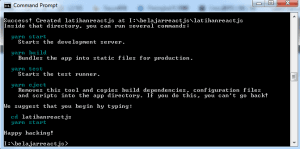 Command Prompt
Success! Created latihanreactjs at l:\belajarreactjs\latihanreactjs
Inside that directory, you can run several commands:
yarn start
Starts the development server.
yarn build
Bundles the app into static files for production.
yarn test
Starts the test runner.
yarn eject
Removes this tool and copies build dependencies, configuration files
and scripts into the app directory. If you do this, you can't go back!
We suggest that you begin by typing:
cd latihanreactjs
yarn start
Happy hacking!
l:\belajarreactjs>